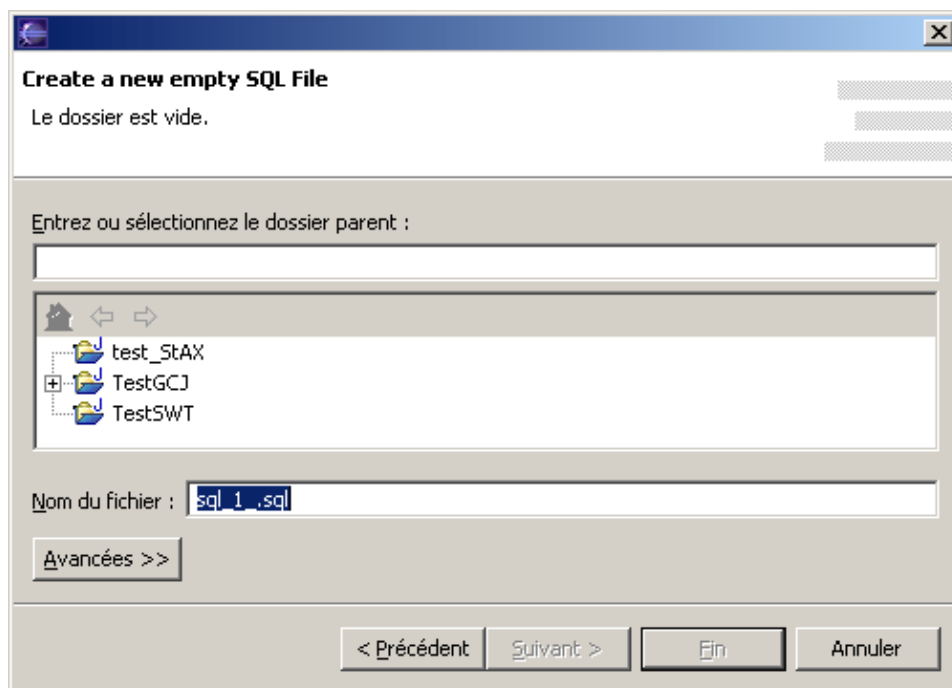 Create a new empty SQL File
Le dossier est vide.
Entrez ou sélectionnez le dossier parent :
test_StAX
TestGCJ
TestSWT
Nom du fichier : sql_1_.sql
Avancées >>
< Précédent Suivant > Fin Annuler